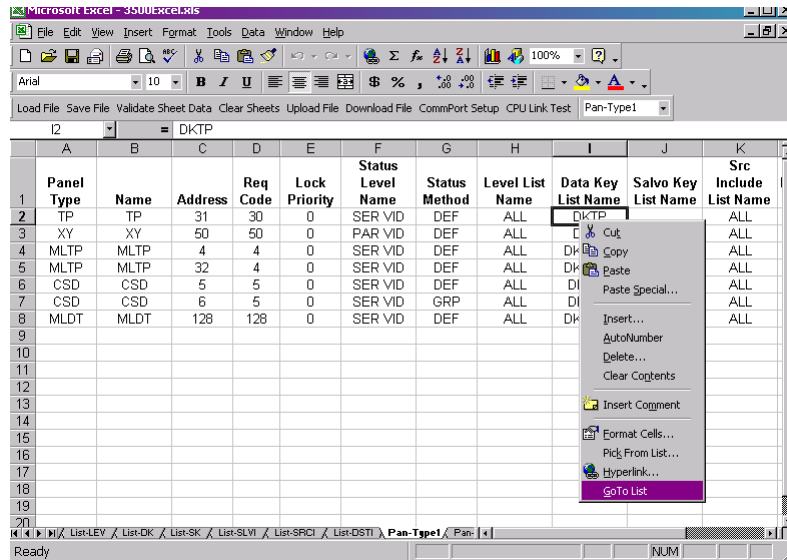 Microsoft Excel - 3500Excel.xls
File Edit View Insert Format Tools Data Window Help
100%
Arial 10 B I U $ % ,
Load File Save File Validate Sheet Data Clear Sheets Upload File Download File CommPort Setup CPU Link Test Pan-Type1
I2 = DKTP
A B C D E F G H I J K
1 Panel Type Name Address Req Code Lock Priority Status Level Name Status Method Level List Name Data Key List Name Salvo Key List Name Src Include List Name
2 TP TP 31 30 0 SER VID DEF ALL DKTP ALL
3 XY XY 50 50 0 PAR VID DEF ALL ALL
4 MLTP MLTP 4 4 0 SER VID DEF ALL DK ALL
5 MLTP MLTP 32 4 0 SER VID DEF ALL DK ALL
6 CSD CSD 5 5 0 SER VID DEF ALL ALL
7 CSD CSD 6 5 0 SER VID GRP ALL ALL
8 MLDT MLDT 128 128 0 SER VID DEF ALL DK ALL
9
10
11
12
13
14
15
16
17
18
19
20
Cut
Copy
Paste
Paste Special...
Insert...
AutoNumber
Delete...
Clear Contents
Insert Comment
Format Cells...
Pick From List...
Hyperlink...
GoTo List
List-LEV List-DK List-SK List-SLVI List-SRCI List-DSTI Pan-Type1 Pan-
Ready NUM